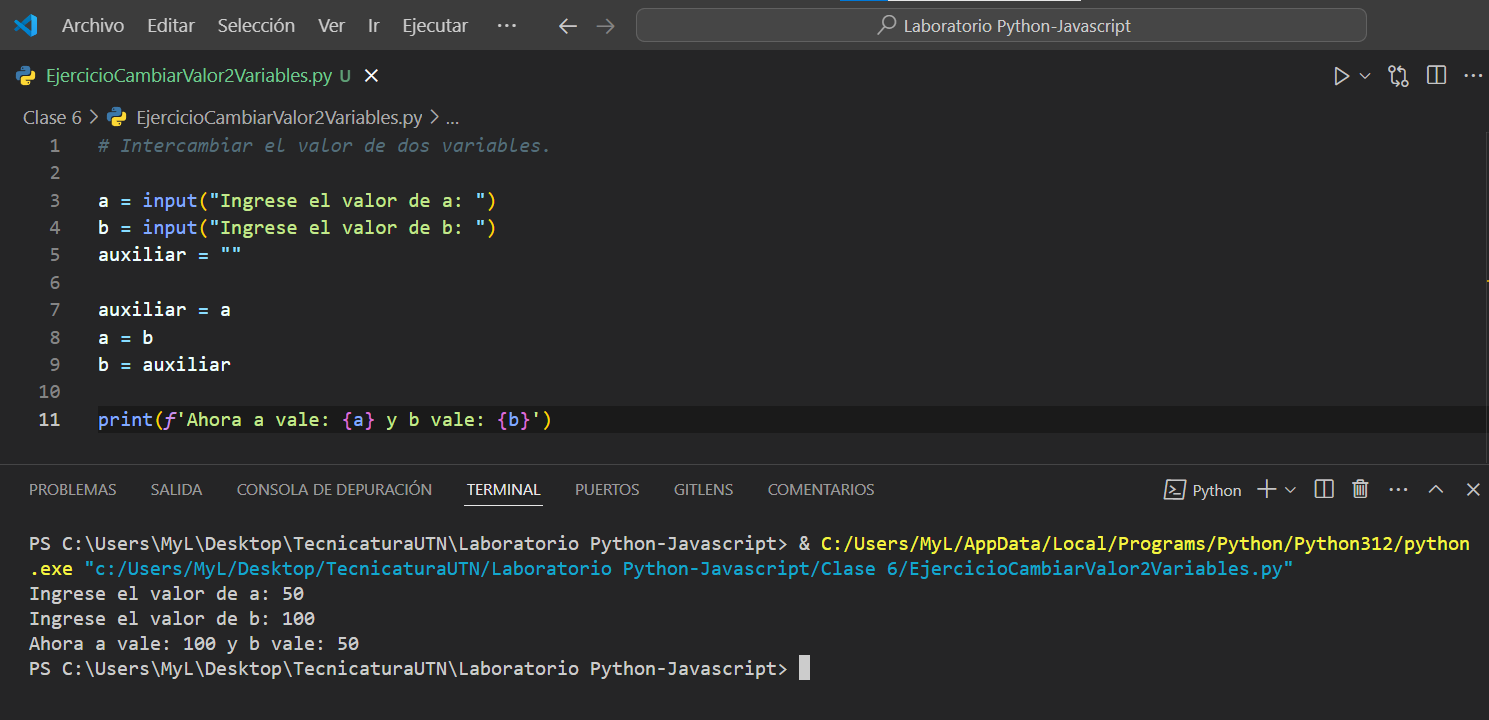 Archivo Editar Selección Ver Ir Ejecutar ··· Laboratorio Python-Javascript
EjercicioCambiarValor2Variables.py U
Clase 6 > EjercicioCambiarValor2Variables.py > ...
1 # Intercambiar el valor de dos variables.
2
3 a = input("Ingrese el valor de a: ")
4 b = input("Ingrese el valor de b: ")
5 auxiliar = ""
6
7 auxiliar = a
8 a = b
9 b = auxiliar
10
11 print(f'Ahora a vale: {a} y b vale: {b}')
PROBLEMAS SALIDA CONSOLA DE DEPURACIÓN TERMINAL PUERTOS GITLENS COMENTARIOS Python
PS C:\Users\MyL\Desktop\TecnicaturaUTN\Laboratorio Python-Javascript> & C:/Users/MyL/AppData/Local/Programs/Python/Python312/python
.exe "c:/Users/MyL/Desktop/TecnicaturaUTN/Laboratorio Python-Javascript/Clase 6/EjercicioCambiarValor2Variables.py"
Ingrese el valor de a: 50
Ingrese el valor de b: 100
Ahora a vale: 100 y b vale: 50
PS C:\Users\MyL\Desktop\TecnicaturaUTN\Laboratorio Python-Javascript>